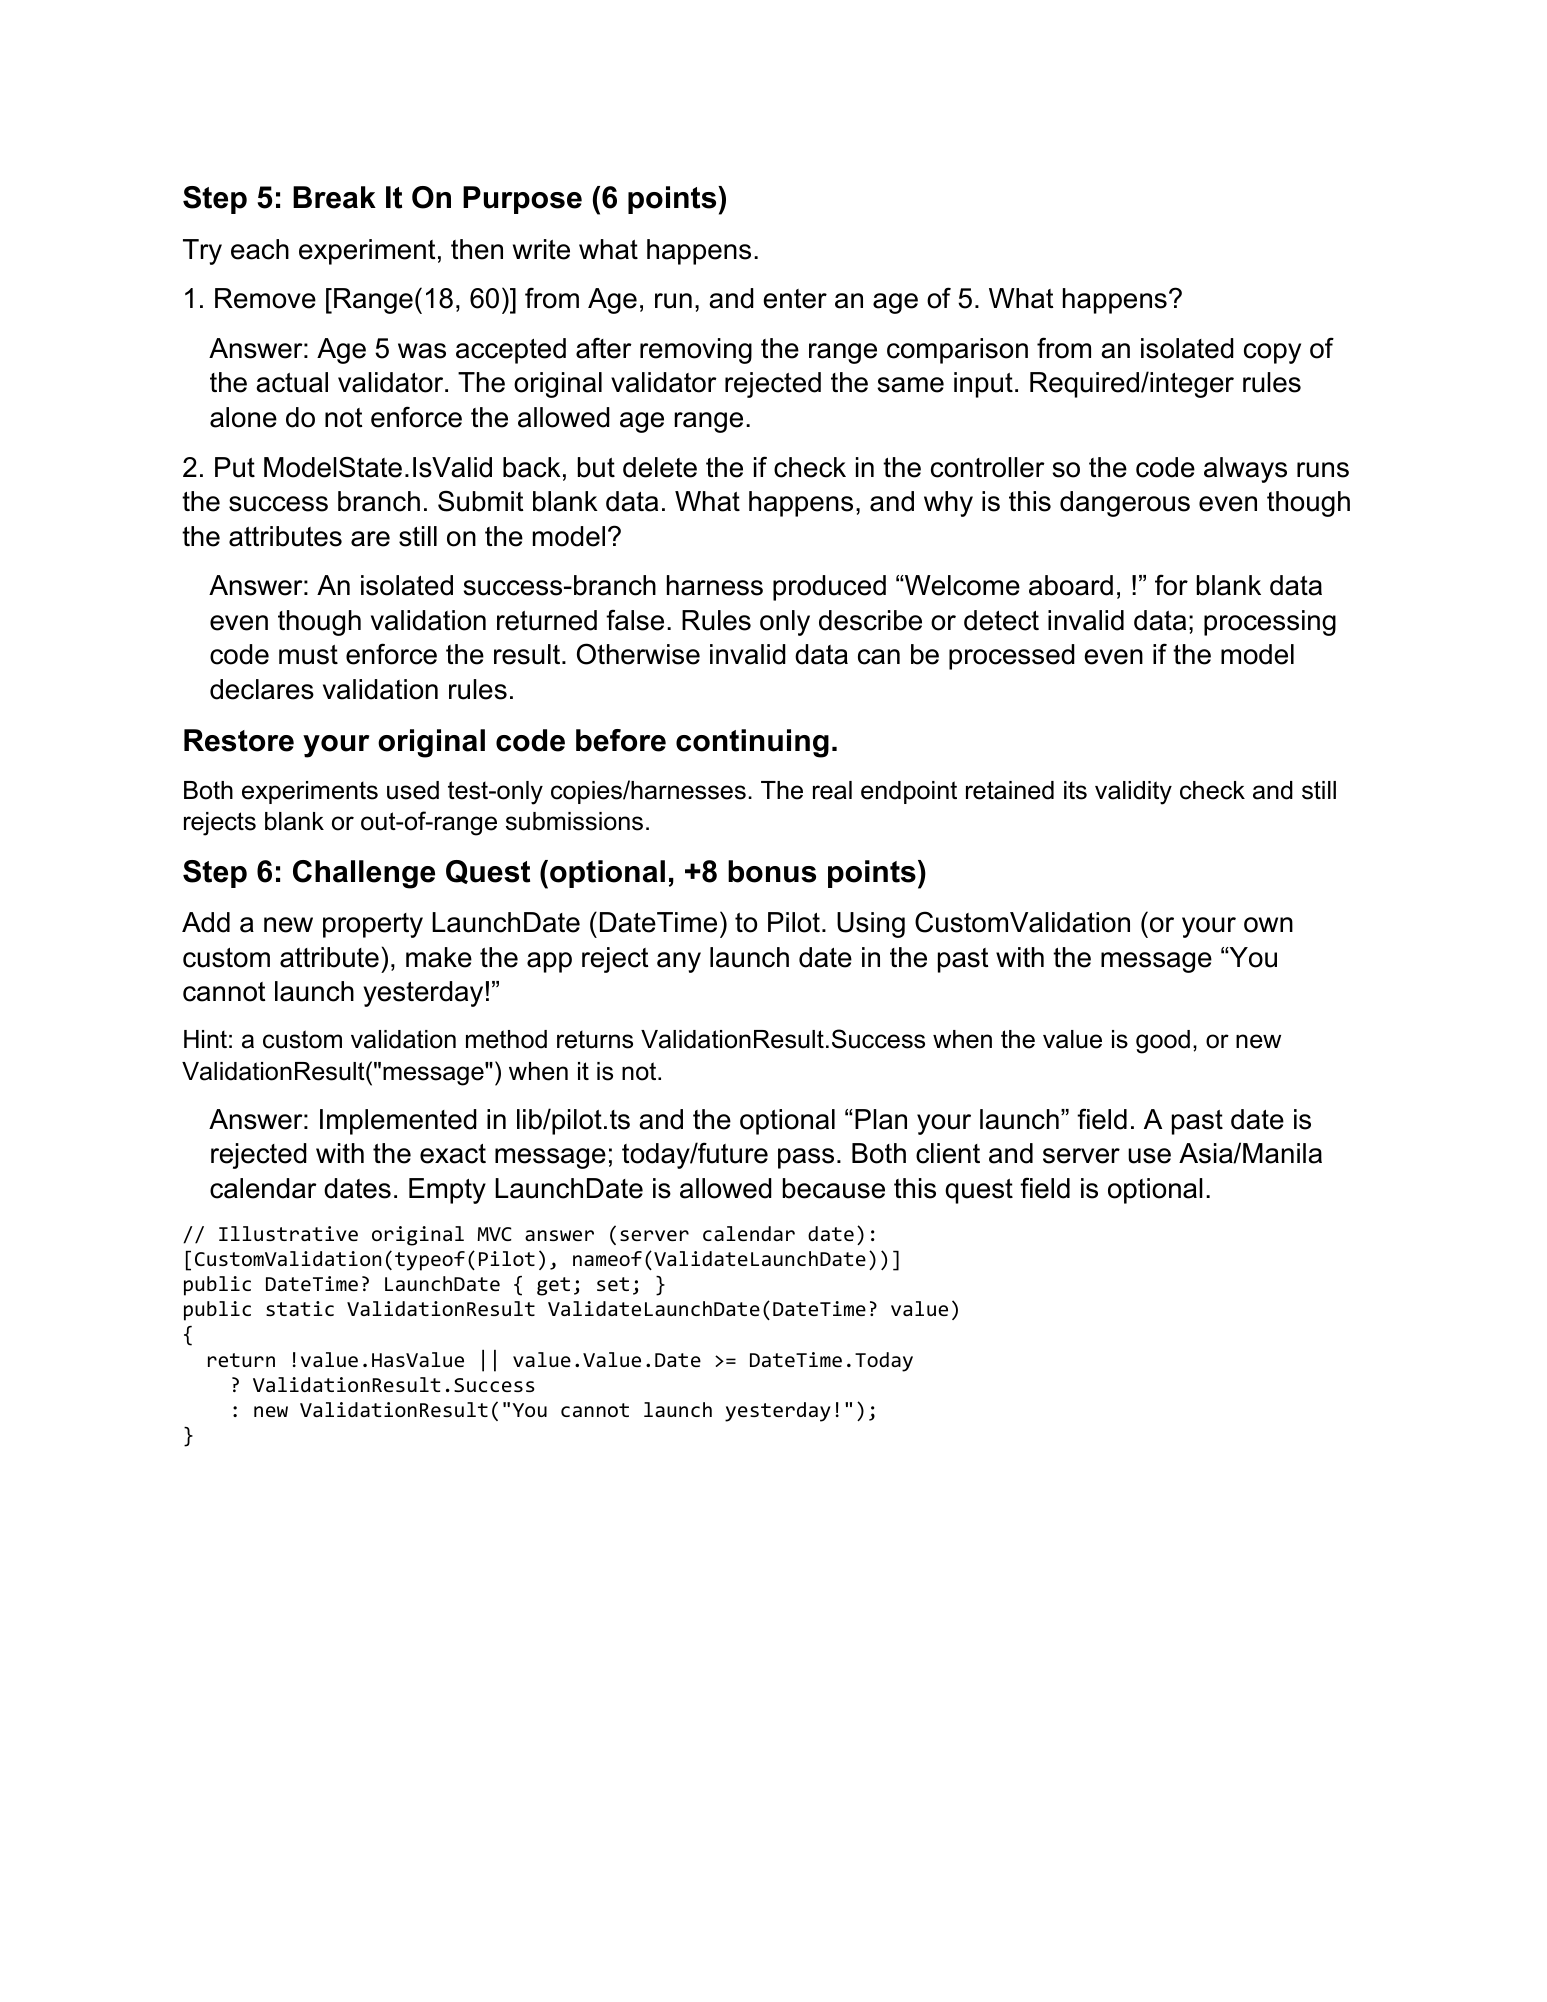 Step 5: Break It On Purpose (6 points)
Try each experiment, then write what happens.
1. Remove [Range(18, 60)] from Age, run, and enter an age of 5. What happens?
Answer: Age 5 was accepted after removing the range comparison from an isolated copy of
the actual validator. The original validator rejected the same input. Required/integer rules
alone do not enforce the allowed age range.
2. Put ModelState.IsValid back, but delete the if check in the controller so the code always runs
the success branch. Submit blank data. What happens, and why is this dangerous even though
the attributes are still on the model?
Answer: An isolated success-branch harness produced “Welcome aboard, !” for blank data
even though validation returned false. Rules only describe or detect invalid data; processing
code must enforce the result. Otherwise invalid data can be processed even if the model
declares validation rules.
Restore your original code before continuing.
Both experiments used test-only copies/harnesses. The real endpoint retained its validity check and still
rejects blank or out-of-range submissions.
Step 6: Challenge Quest (optional, +8 bonus points)
Add a new property LaunchDate (DateTime) to Pilot. Using CustomValidation (or your own
custom attribute), make the app reject any launch date in the past with the message “You
cannot launch yesterday!”
Hint: a custom validation method returns ValidationResult.Success when the value is good, or new
ValidationResult("message") when it is not.
Answer: Implemented in lib/pilot.ts and the optional “Plan your launch” field. A past date is
rejected with the exact message; today/future pass. Both client and server use Asia/Manila
calendar dates. Empty LaunchDate is allowed because this quest field is optional.
// Illustrative original MVC answer (server calendar date):
[CustomValidation(typeof(Pilot), nameof(ValidateLaunchDate))]
public DateTime? LaunchDate { get; set; }
public static ValidationResult ValidateLaunchDate(DateTime? value)
{
  return !value.HasValue || value.Value.Date >= DateTime.Today
    ? ValidationResult.Success
    : new ValidationResult("You cannot launch yesterday!");
}